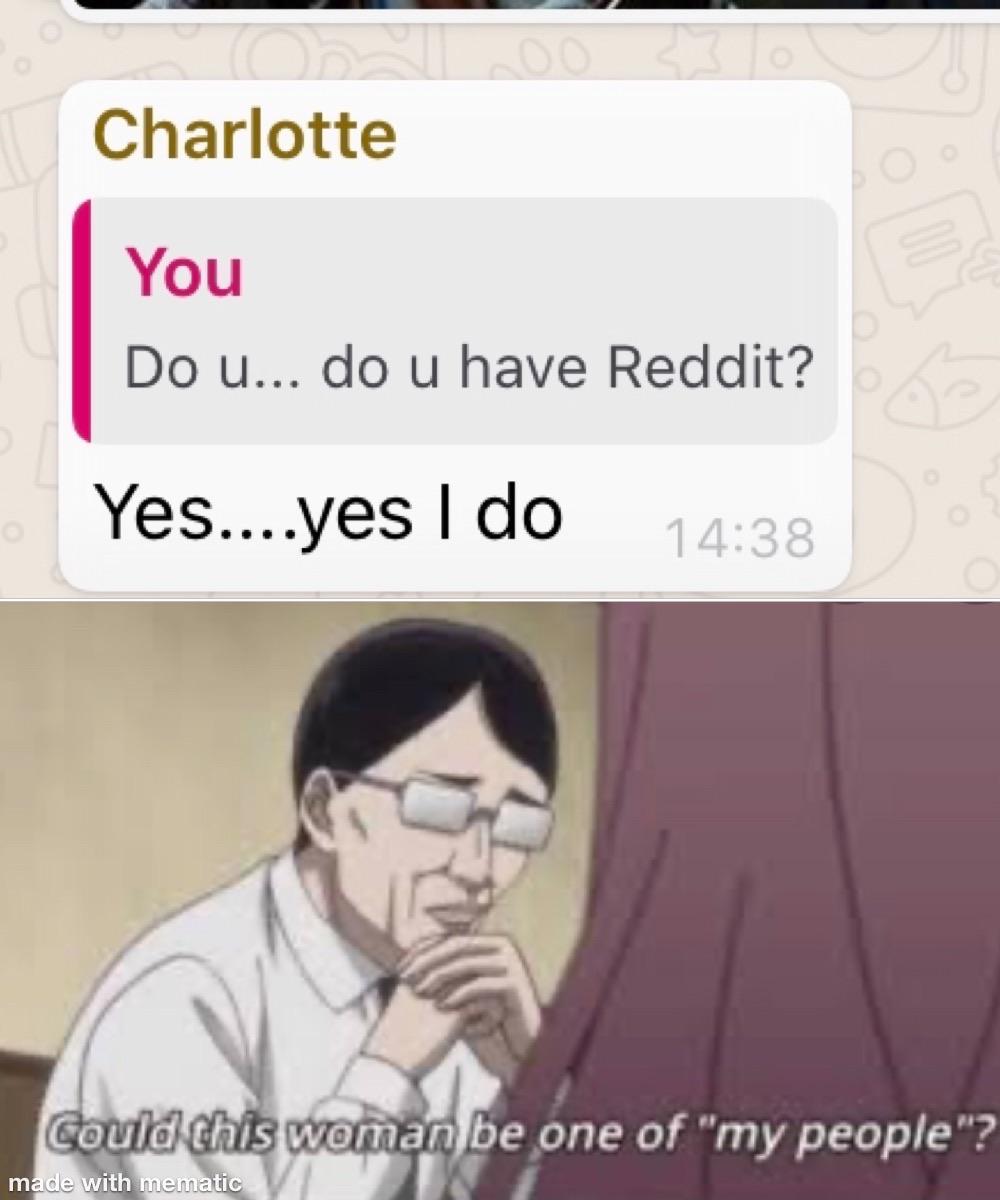 Charlotte
You
Do u... do u have Reddit?
Yes....yes I do
14:38
Could this woman be one of "my people"?
made with mematic